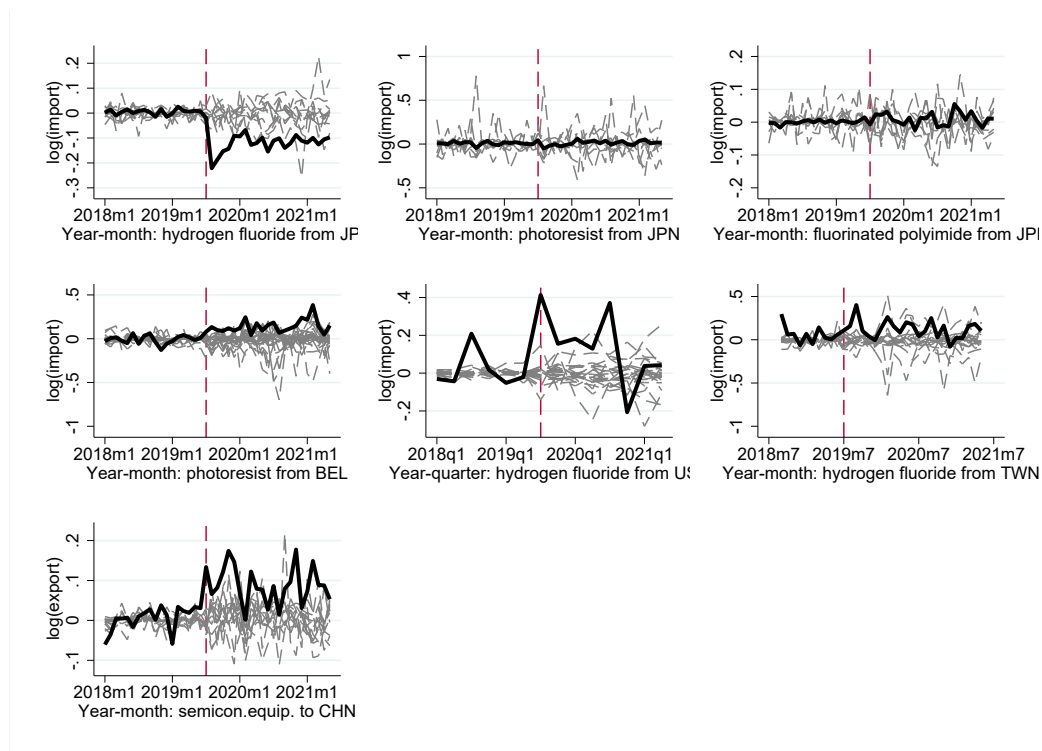 log(import)
.2
.1
0
-.1
-.2
-.3
2018m1 2019m1 2020m1 2021m1
Year-month: hydrogen fluoride from JP
log(import)
1
.5
0
-.5
2018m1 2019m1 2020m1 2021m1
Year-month: photoresist from JPN
log(import)
.2
.1
0
-.1
-.2
2018m1 2019m1 2020m1 2021m1
Year-month: fluorinated polyimide from JP
log(import)
.5
0
-.5
-1
2018m1 2019m1 2020m1 2021m1
Year-month: photoresist from BEL
log(import)
.4
.2
0
-.2
2018q1 2019q1 2020q1 2021q1
Year-quarter: hydrogen fluoride from US
log(import)
.5
0
-.5
-1
2018m7 2019m7 2020m7 2021m7
Year-month: hydrogen fluoride from TWN
log(export)
.2
.1
0
-.1
2018m1 2019m1 2020m1 2021m1
Year-month: semicon.equip. to CHN